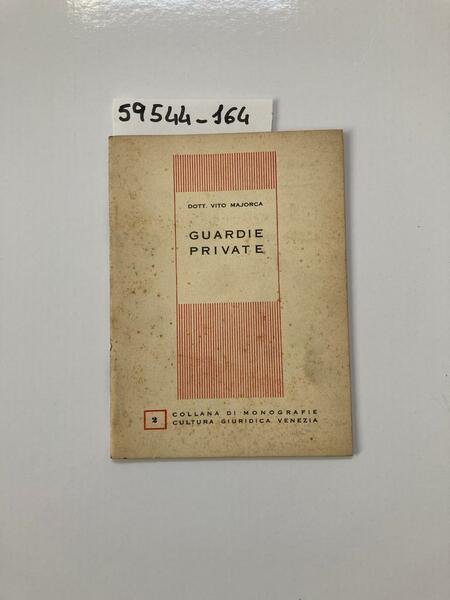 59544-164
DOTT. VITO MAJORCA
GUARDIE
PRIVATE
2
COLLANA DI MONOGRAFIE
CULTURA GIURIDICA VENEZIA